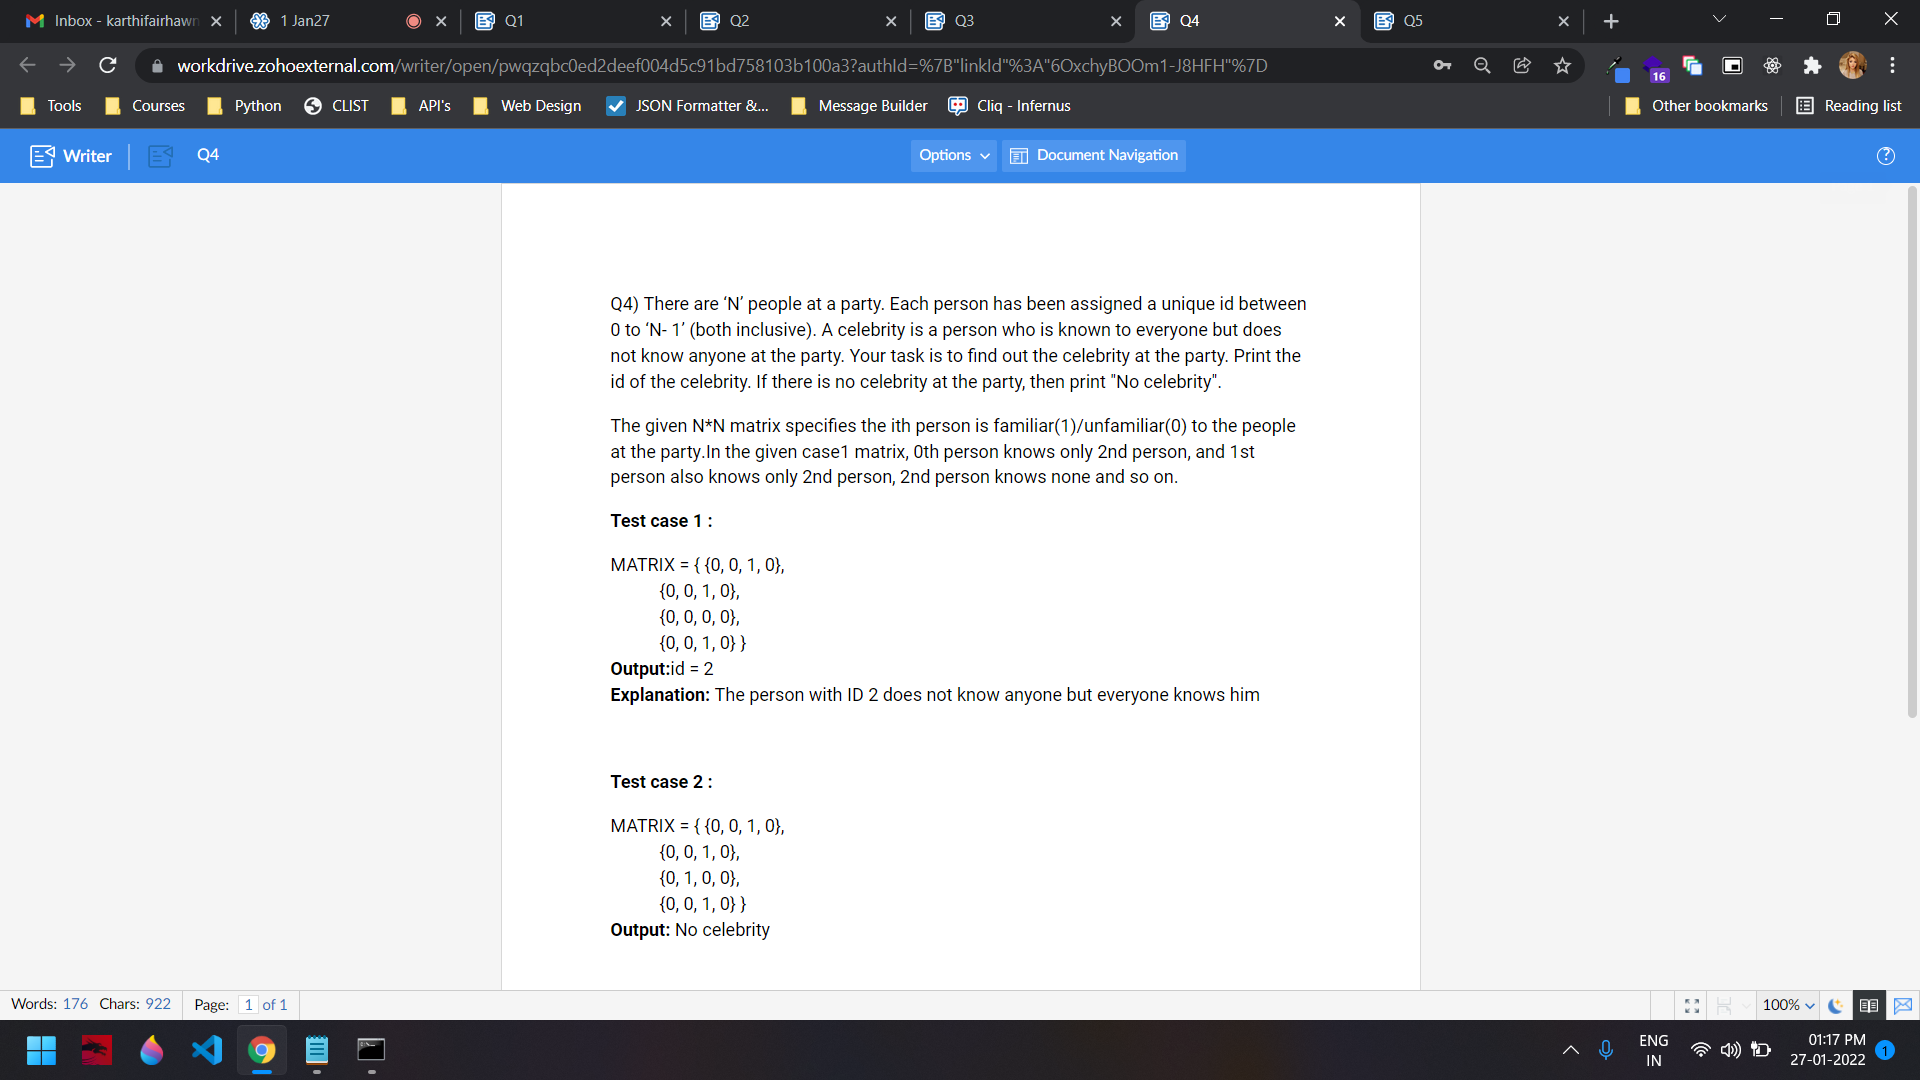 Inbox - karthifairhawn
1 Jan27
Q1
Q2
Q3
Q4
Q5
workdrive.zohoexternal.com/writer/open/pwqzqbc0ed2deef004d5c91bd758103b100a3?authId=%7B"linkId"%3A"6OxchyBOOm1-J8HFH"%7D
16
Tools
Courses
Python
CLIST
API's
Web Design
JSON Formatter &...
Message Builder
Cliq - Infernus
Other bookmarks
Reading list
Writer
Q4
Options
Document Navigation
Q4) There are ‘N’ people at a party. Each person has been assigned a unique id between
0 to ‘N- 1’ (both inclusive). A celebrity is a person who is known to everyone but does
not know anyone at the party. Your task is to find out the celebrity at the party. Print the
id of the celebrity. If there is no celebrity at the party, then print "No celebrity".
The given N*N matrix specifies the ith person is familiar(1)/unfamiliar(0) to the people
at the party.In the given case1 matrix, 0th person knows only 2nd person, and 1st
person also knows only 2nd person, 2nd person knows none and so on.
Test case 1 :
MATRIX = { {0, 0, 1, 0},
{0, 0, 1, 0},
{0, 0, 0, 0},
{0, 0, 1, 0} }
Output:id = 2
Explanation: The person with ID 2 does not know anyone but everyone knows him
Test case 2 :
MATRIX = { {0, 0, 1, 0},
{0, 0, 1, 0},
{0, 1, 0, 0},
{0, 0, 1, 0} }
Output: No celebrity
Words: 176 Chars: 922 Page: 1 of 1
100%
ENG
IN
01:17 PM
27-01-2022
1